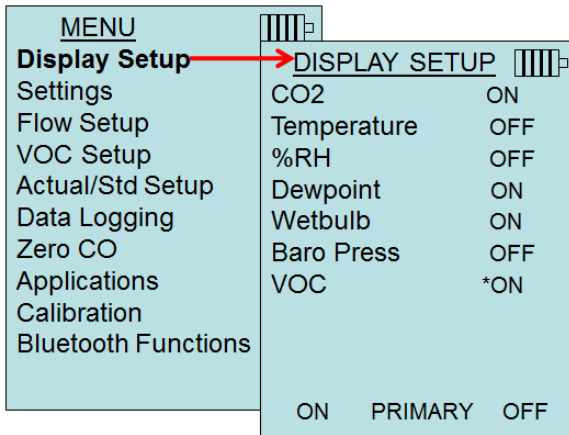 MENU
Display Setup
Settings
Flow Setup
VOC Setup
Actual/Std Setup
Data Logging
Zero CO
Applications
Calibration
Bluetooth Functions
DISPLAY SETUP
CO2 ON
Temperature OFF
%RH OFF
Dewpoint ON
Wetbulb ON
Baro Press OFF
VOC *ON
ON PRIMARY OFF